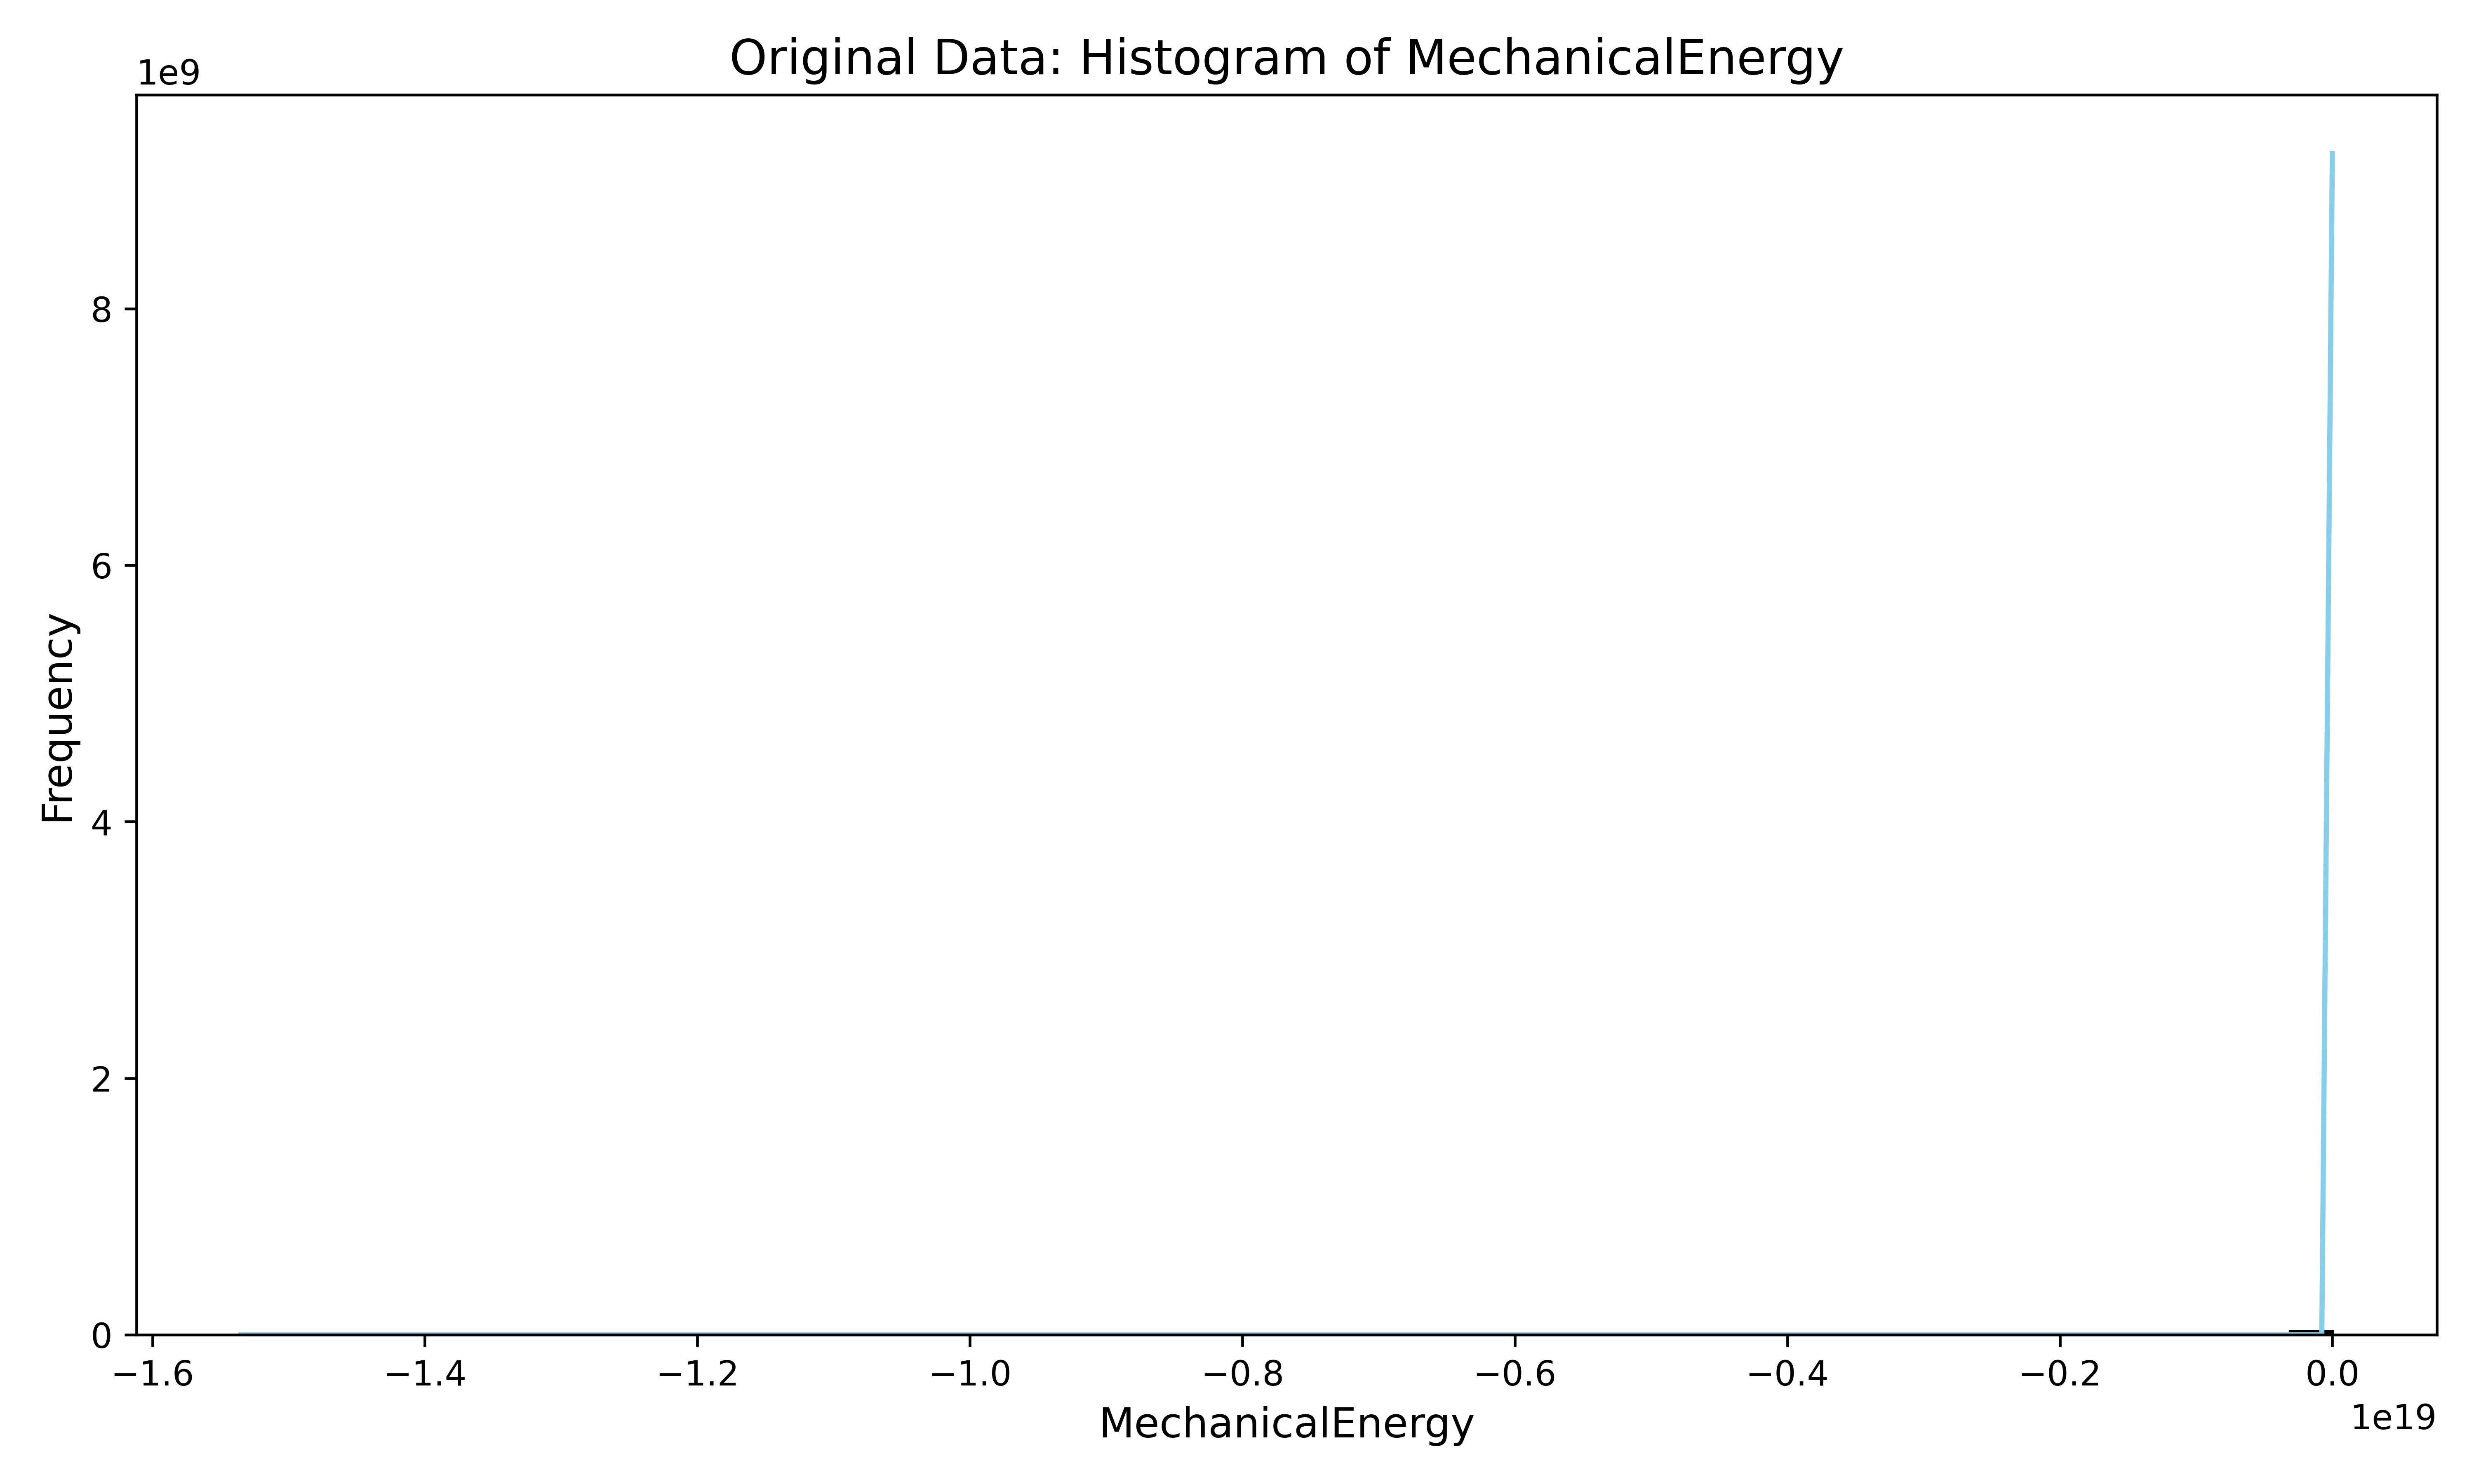 Original Data: Histogram of MechanicalEnergy
1e9
8
6
4
2
0
Frequency
−1.6 −1.4 −1.2 −1.0 −0.8 −0.6 −0.4 −0.2 0.0
1e19
MechanicalEnergy